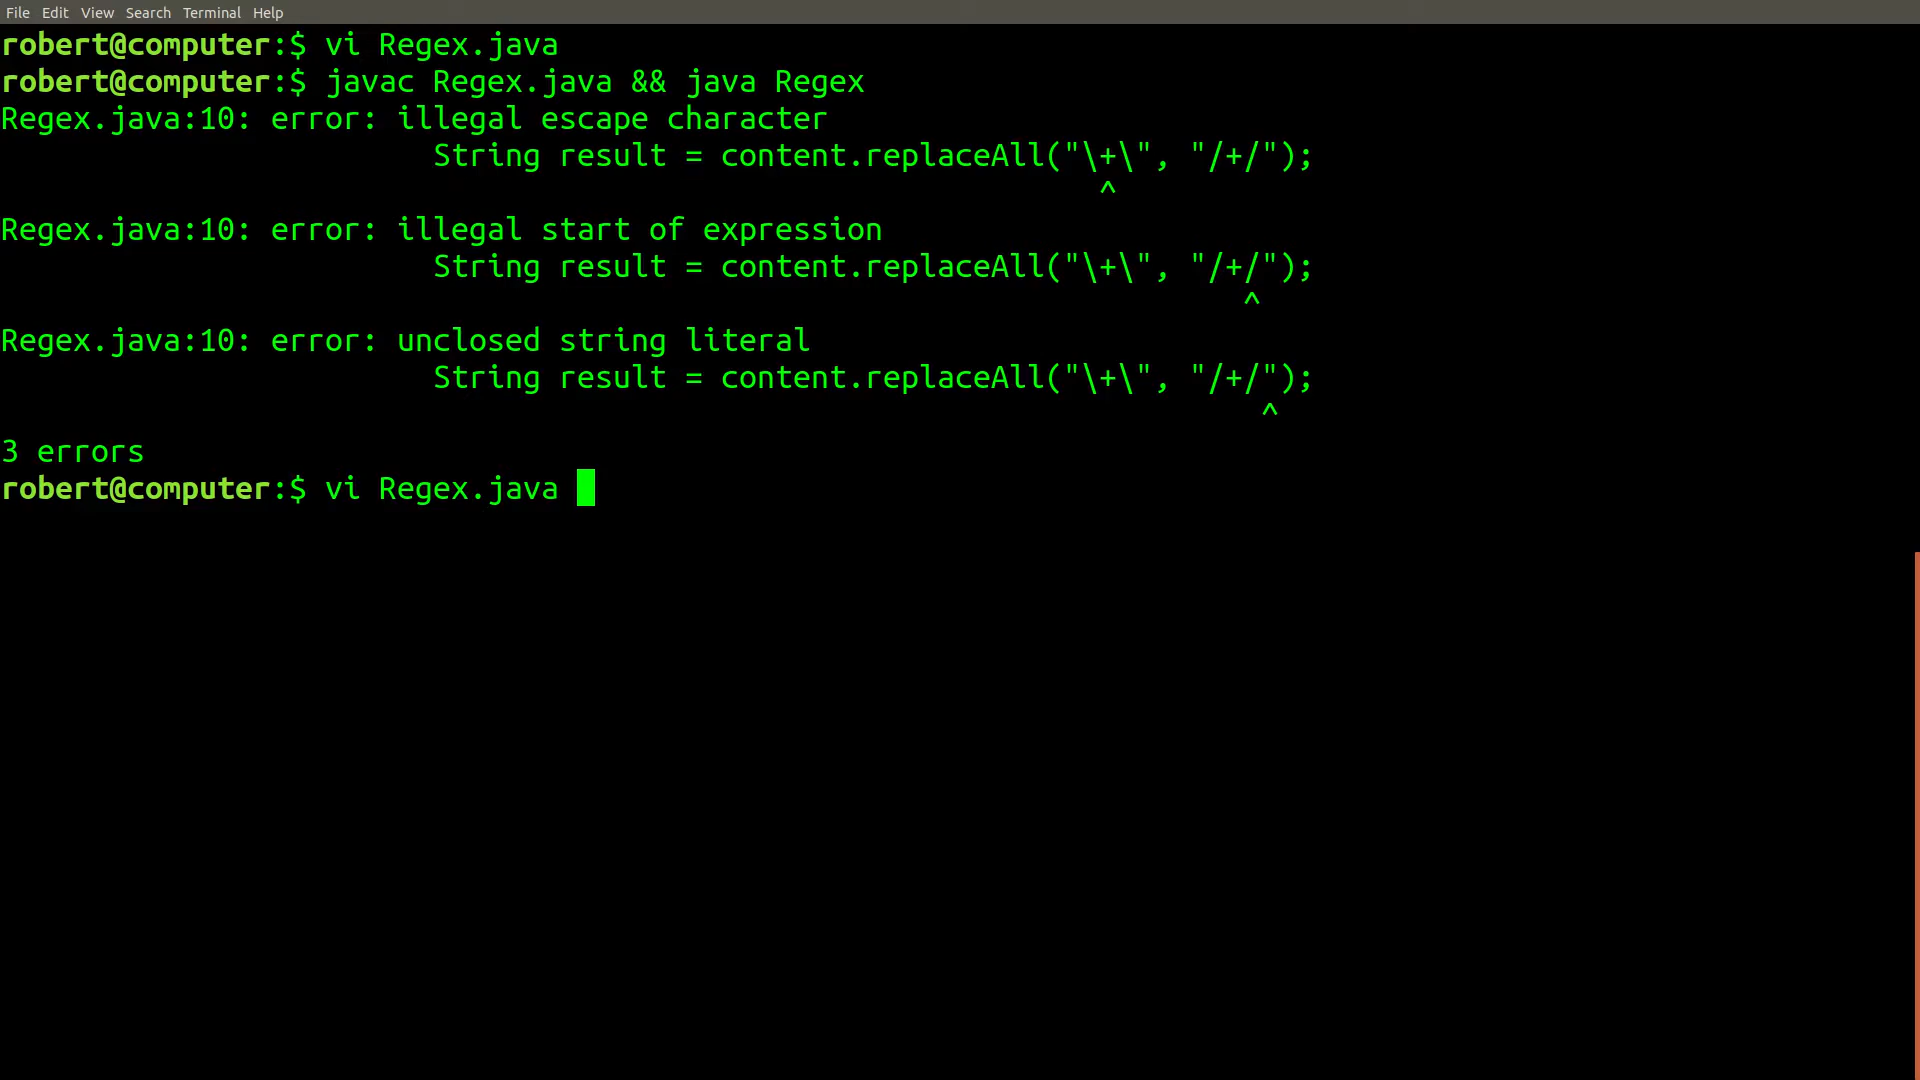 File Edit View Search Terminal Help
robert@computer:$ vi Regex.java
robert@computer:$ javac Regex.java && java Regex
Regex.java:10: error: illegal escape character
                        String result = content.replaceAll("\+\", "/+/");
                                                             ^
Regex.java:10: error: illegal start of expression
                        String result = content.replaceAll("\+\", "/+/");
                                                                     ^
Regex.java:10: error: unclosed string literal
                        String result = content.replaceAll("\+\", "/+/");
                                                                      ^
3 errors
robert@computer:$ vi Regex.java